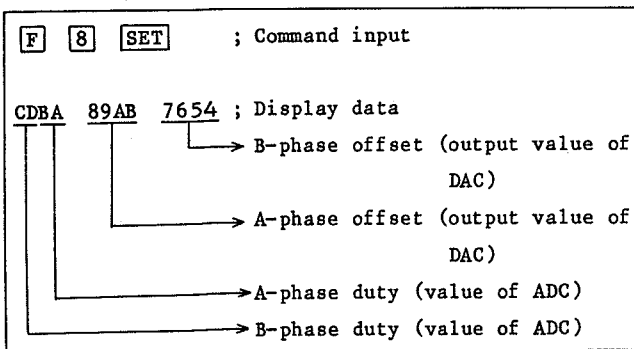 F 8 SET ; Command input
CDBA 89AB 7654 ; Display data
B-phase offset (output value of
DAC)
A-phase offset (output value of
DAC)
A-phase duty (value of ADC)
B-phase duty (value of ADC)